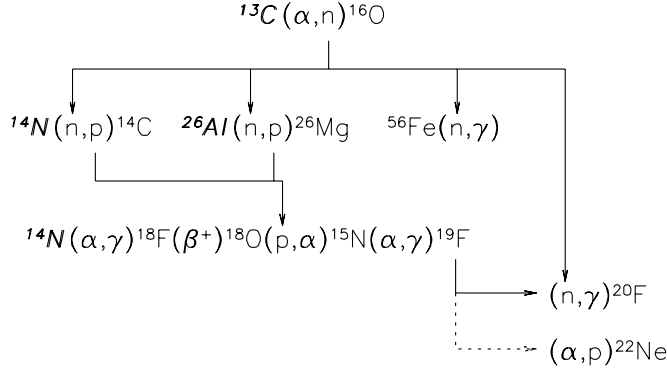 ¹³C(α,n)¹⁶O
¹⁴N(n,p)¹⁴C ²⁶Al(n,p)²⁶Mg ⁵⁶Fe(n,γ)
¹⁴N(α,γ)¹⁸F(β⁺)¹⁸O(p,α)¹⁵N(α,γ)¹⁹F
(n,γ)²⁰F
(α,p)²²Ne